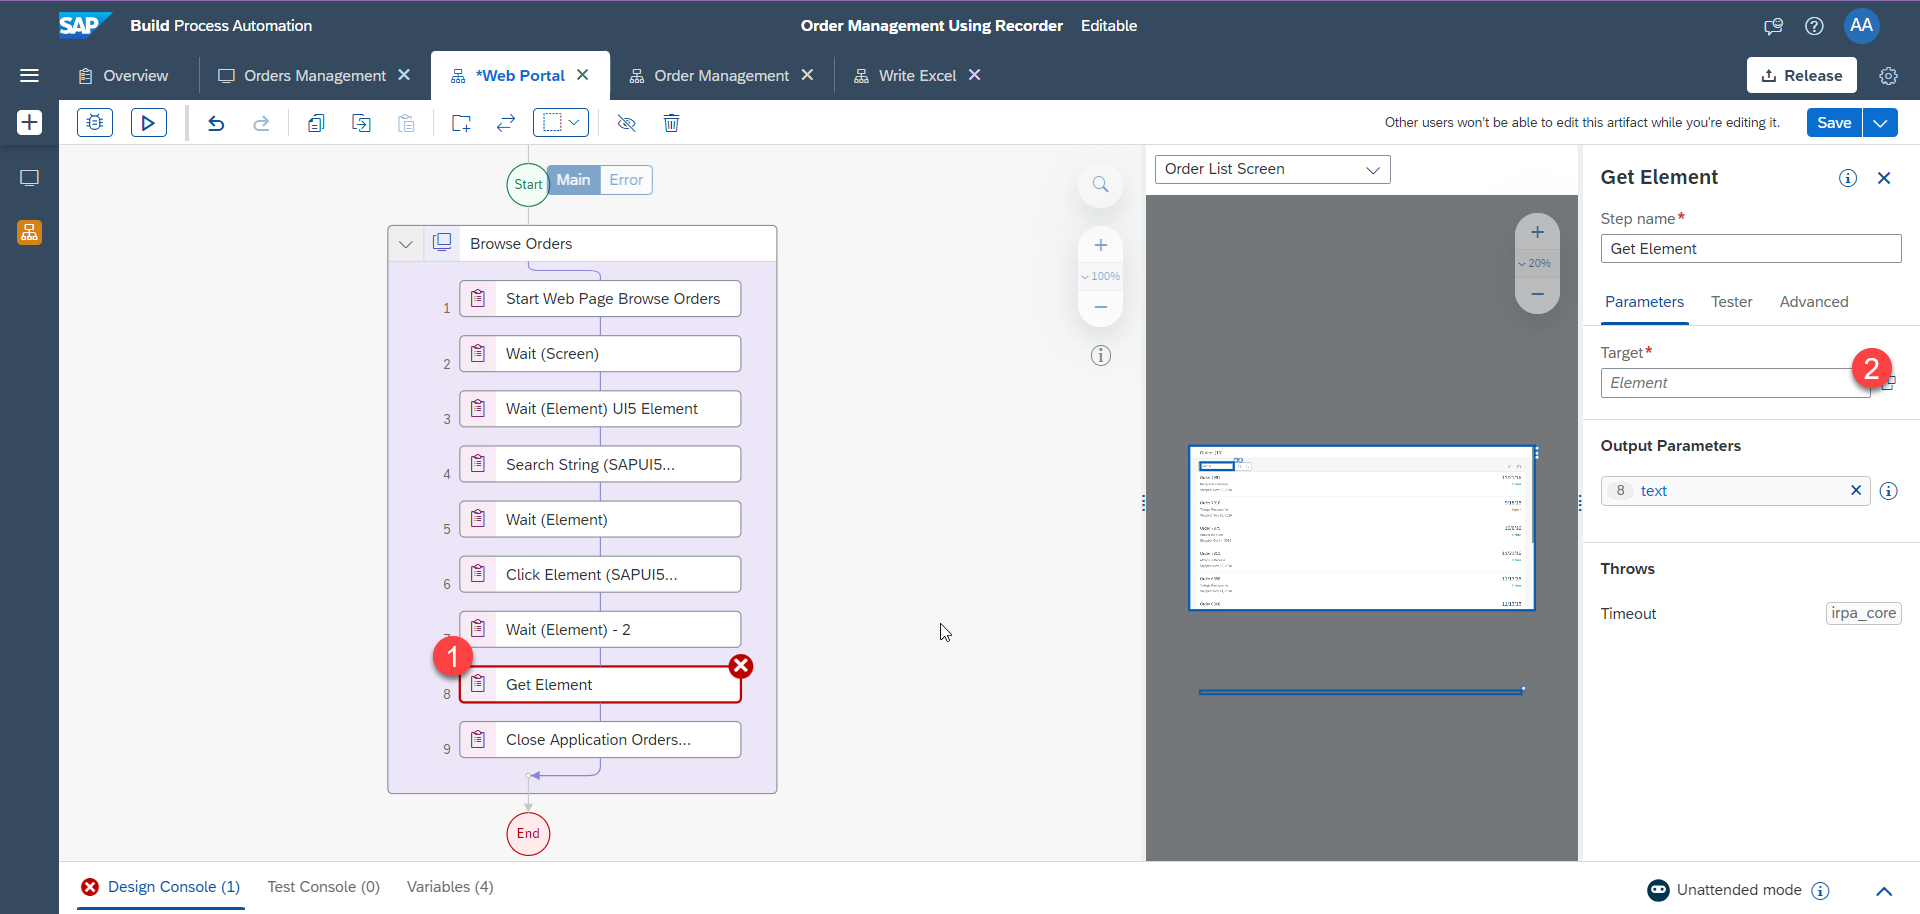 SAP Build Process Automation
Order Management Using Recorder Editable
AA
Overview
Orders Management
*Web Portal
Order Management
Write Excel
Release
Other users won't be able to edit this artifact while you're editing it.
Save
Start
Main
Error
Browse Orders
1 Start Web Page Browse Orders
2 Wait (Screen)
3 Wait (Element) UI5 Element
4 Search String (SAPUI5...
5 Wait (Element)
6 Click Element (SAPUI5...
Wait (Element) - 2
1
8 Get Element
9 Close Application Orders...
End
100%
Order List Screen
20%
Get Element
Step name*
Get Element
Parameters Tester Advanced
Target*
Element
2
Output Parameters
8 text
Throws
Timeout irpa_core
Design Console (1)
Test Console (0)
Variables (4)
Unattended mode